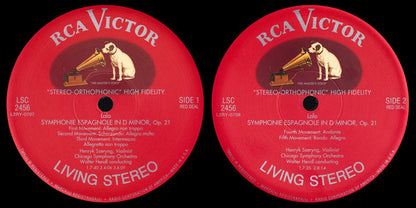 RCA VICTOR
"HIS MASTER'S VOICE"
"STEREO-ORTHOPHONIC" HIGH FIDELITY
LSC
2456
SIDE 1
RED SEAL
Lalo
SYMPHONIE ESPAGNOLE IN D MINOR, Op. 21
First Movement: Allegro non troppo
Second Movement: Scherzando: Allegro molto
Third Movement: Intermezzo
Allegretto non troppo
Henryk Szeryng, Violinist
Chicago Symphony Orchestra
Walter Hendl conducting
LIVING STEREO
RCA VICTOR
"HIS MASTER'S VOICE"
"STEREO-ORTHOPHONIC" HIGH FIDELITY
LSC
2456
SIDE 2
RED SEAL
Lalo
SYMPHONIE ESPAGNOLE IN D MINOR, Op. 21
Fourth Movement: Andante
Fifth Movement: Rondo: Allegro
Henryk Szeryng, Violinist
Chicago Symphony Orchestra
Walter Hendl conducting
LIVING STEREO